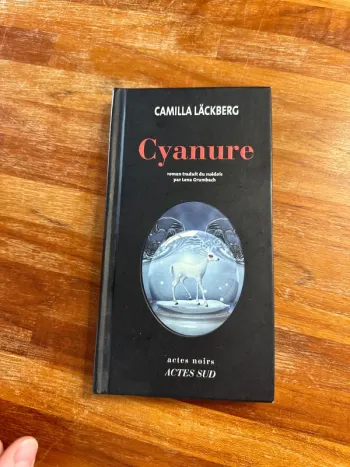 CAMILLA LÄCKBERG
Cyanure
roman traduit du suédois
par Lena Grumbach
actes noirs
ACTES SUD